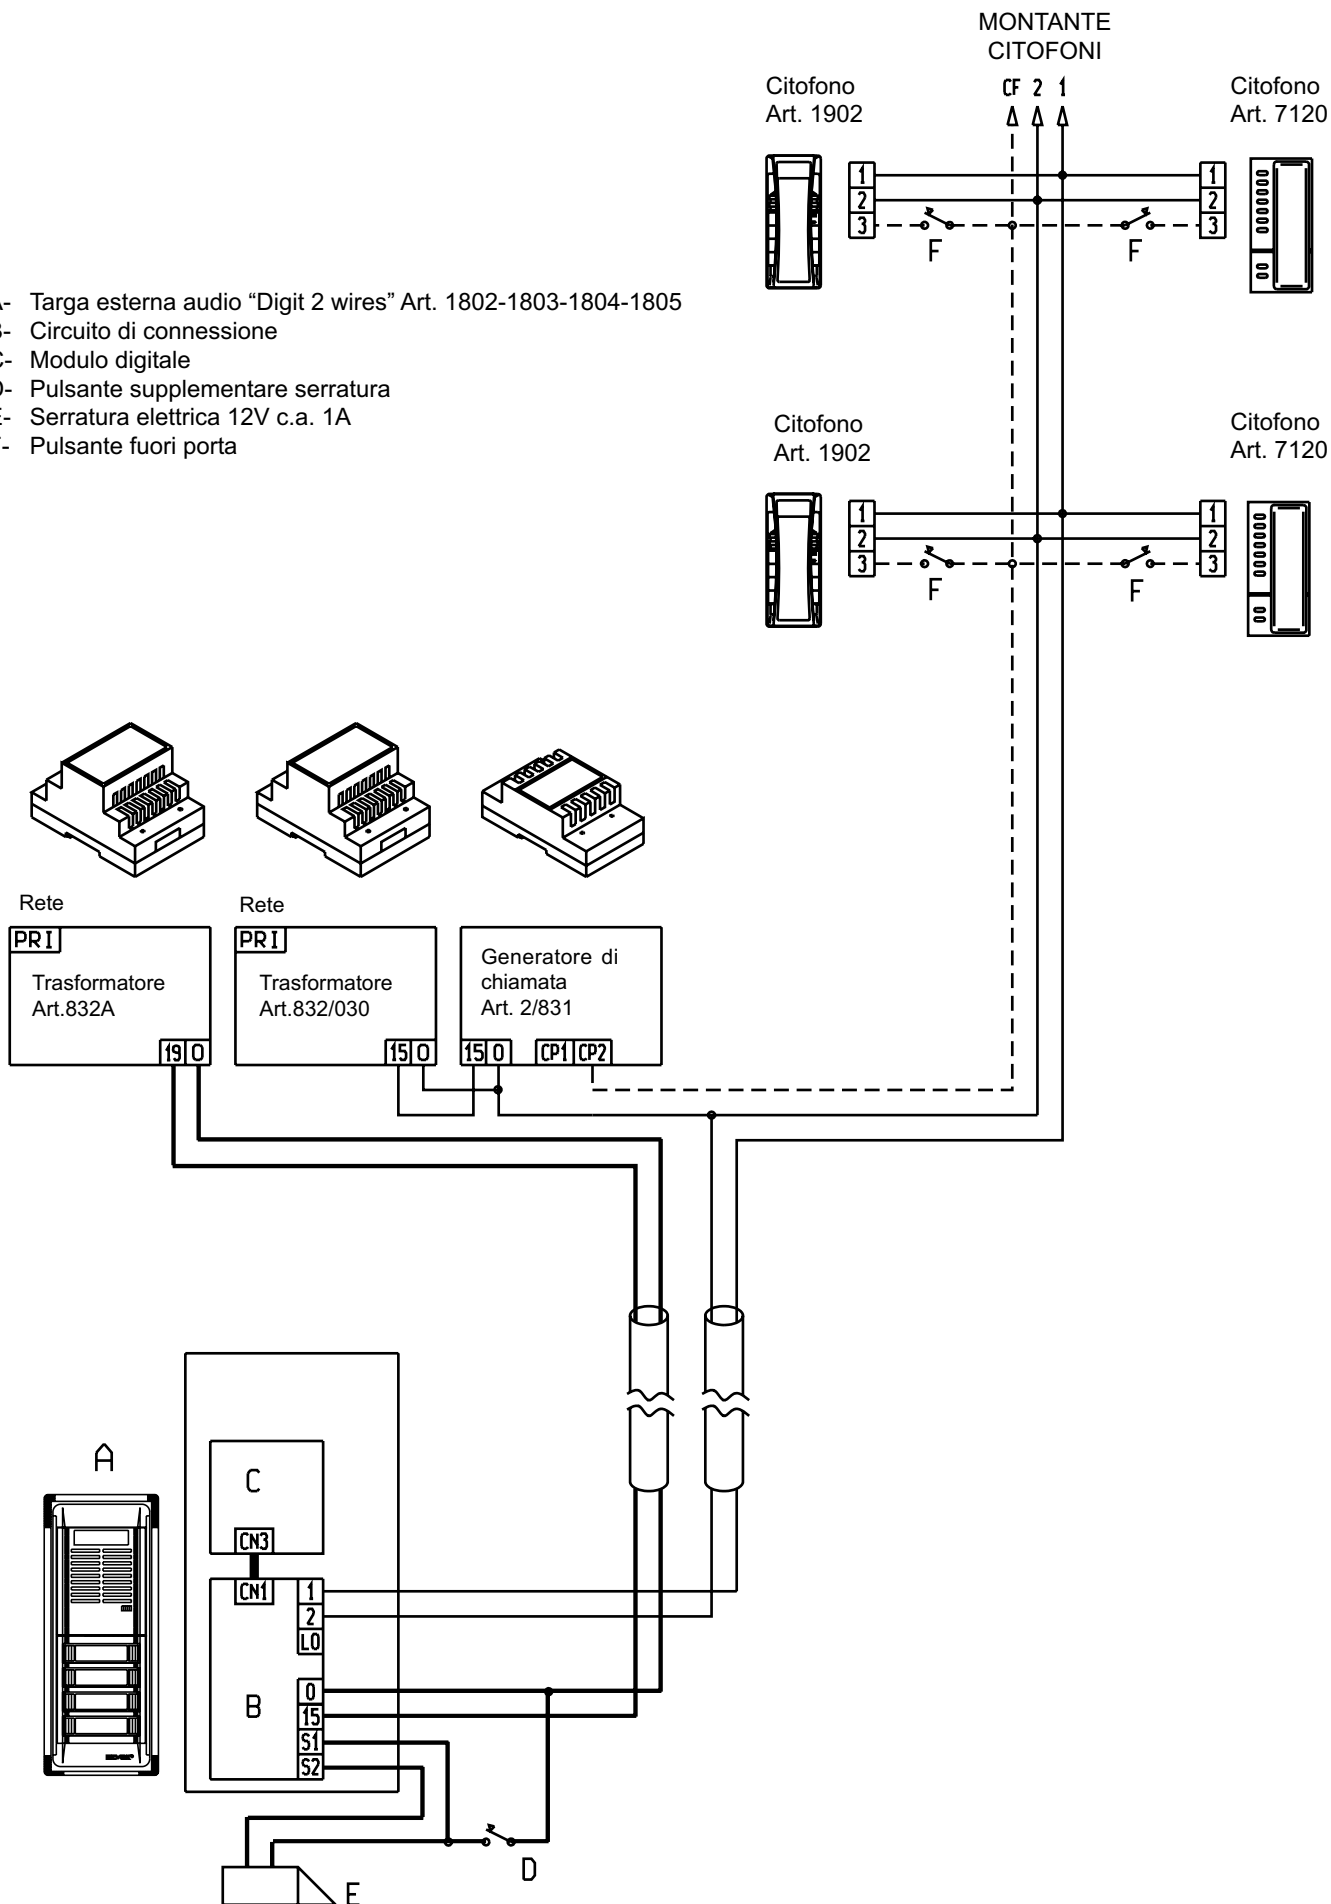 MONTANTE
CITOFONI
Citofono
Art. 1902
CF 2 1
Citofono
Art. 7120
1
2
3
F
F
1
2
3
A- Targa esterna audio “Digit 2 wires” Art. 1802-1803-1804-1805
B- Circuito di connessione
C- Modulo digitale
D- Pulsante supplementare serratura
E- Serratura elettrica 12V c.a. 1A
F- Pulsante fuori porta
Citofono
Art. 1902
Citofono
Art. 7120
1
2
3
F
F
1
2
3
Rete
PRI
Trasformatore
Art.832A
19 0
Rete
PRI
Trasformatore
Art.832/030
15 0
Generatore di
chiamata
Art. 2/831
15 0 CP1 CP2
A
C
CN3
CN1
1
2
L0
B
0
15
S1
S2
D
E